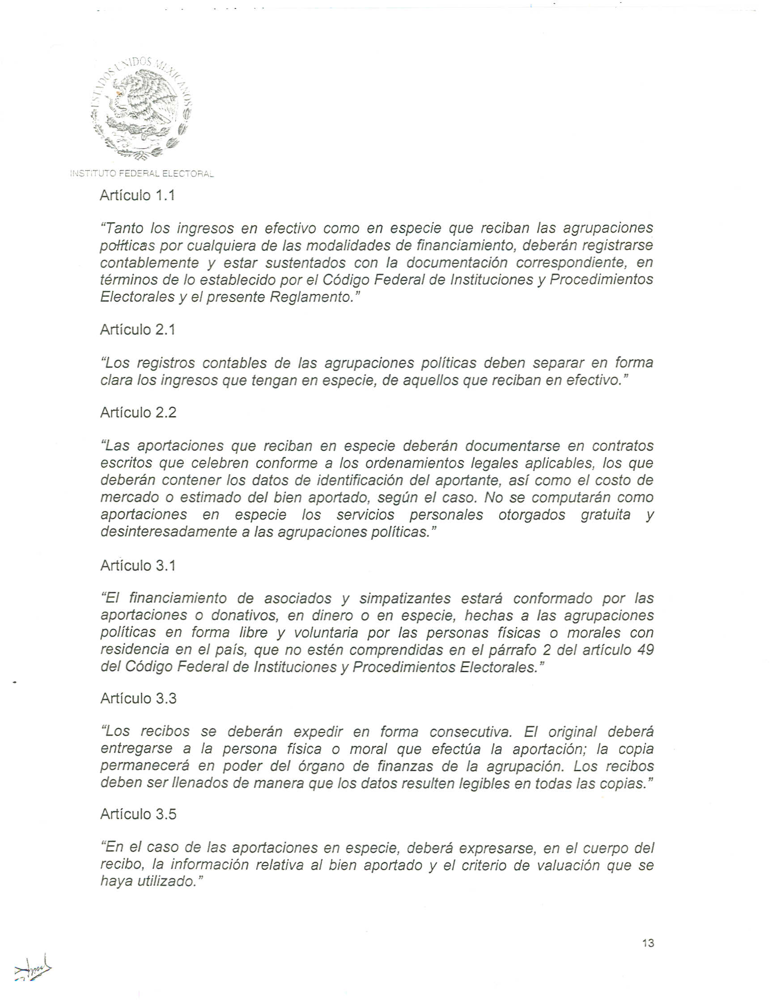 ESTADOS UNIDOS MEXICANOS
INSTITUTO FEDERAL ELECTORAL
Artículo 1.1
“Tanto los ingresos en efectivo como en especie que reciban las agrupaciones
políticas por cualquiera de las modalidades de financiamiento, deberán registrarse
contablemente y estar sustentados con la documentación correspondiente, en
términos de lo establecido por el Código Federal de Instituciones y Procedimientos
Electorales y el presente Reglamento.”
Artículo 2.1
“Los registros contables de las agrupaciones políticas deben separar en forma
clara los ingresos que tengan en especie, de aquellos que reciban en efectivo.”
Artículo 2.2
“Las aportaciones que reciban en especie deberán documentarse en contratos
escritos que celebren conforme a los ordenamientos legales aplicables, los que
deberán contener los datos de identificación del aportante, así como el costo de
mercado o estimado del bien aportado, según el caso. No se computarán como
aportaciones en especie los servicios personales otorgados gratuita y
desinteresadamente a las agrupaciones políticas.”
Artículo 3.1
“El financiamiento de asociados y simpatizantes estará conformado por las
aportaciones o donativos, en dinero o en especie, hechas a las agrupaciones
políticas en forma libre y voluntaria por las personas físicas o morales con
residencia en el país, que no estén comprendidas en el párrafo 2 del artículo 49
del Código Federal de Instituciones y Procedimientos Electorales.”
Artículo 3.3
“Los recibos se deberán expedir en forma consecutiva. El original deberá
entregarse a la persona física o moral que efectúa la aportación; la copia
permanecerá en poder del órgano de finanzas de la agrupación. Los recibos
deben ser llenados de manera que los datos resulten legibles en todas las copias.”
Artículo 3.5
“En el caso de las aportaciones en especie, deberá expresarse, en el cuerpo del
recibo, la información relativa al bien aportado y el criterio de valuación que se
haya utilizado.”
13